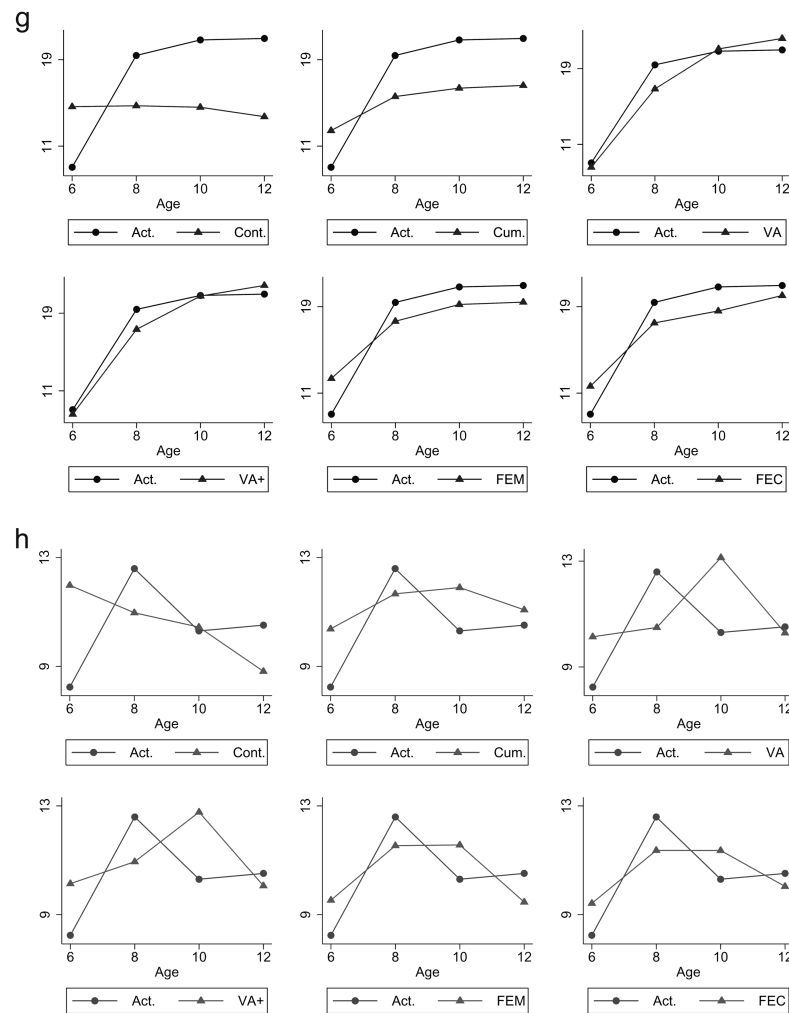 g
19
11
6 8 10 12
Age
Act. Cont.
19
11
6 8 10 12
Age
Act. Cum.
19
11
6 8 10 12
Age
Act. VA
19
11
6 8 10 12
Age
Act. VA+
19
11
6 8 10 12
Age
Act. FEM
19
11
6 8 10 12
Age
Act. FEC
h
13
9
6 8 10 12
Age
Act. Cont.
13
9
6 8 10 12
Age
Act. Cum.
13
9
6 8 10 12
Age
Act. VA
13
9
6 8 10 12
Age
Act. VA+
13
9
6 8 10 12
Age
Act. FEM
13
9
6 8 10 12
Age
Act. FEC